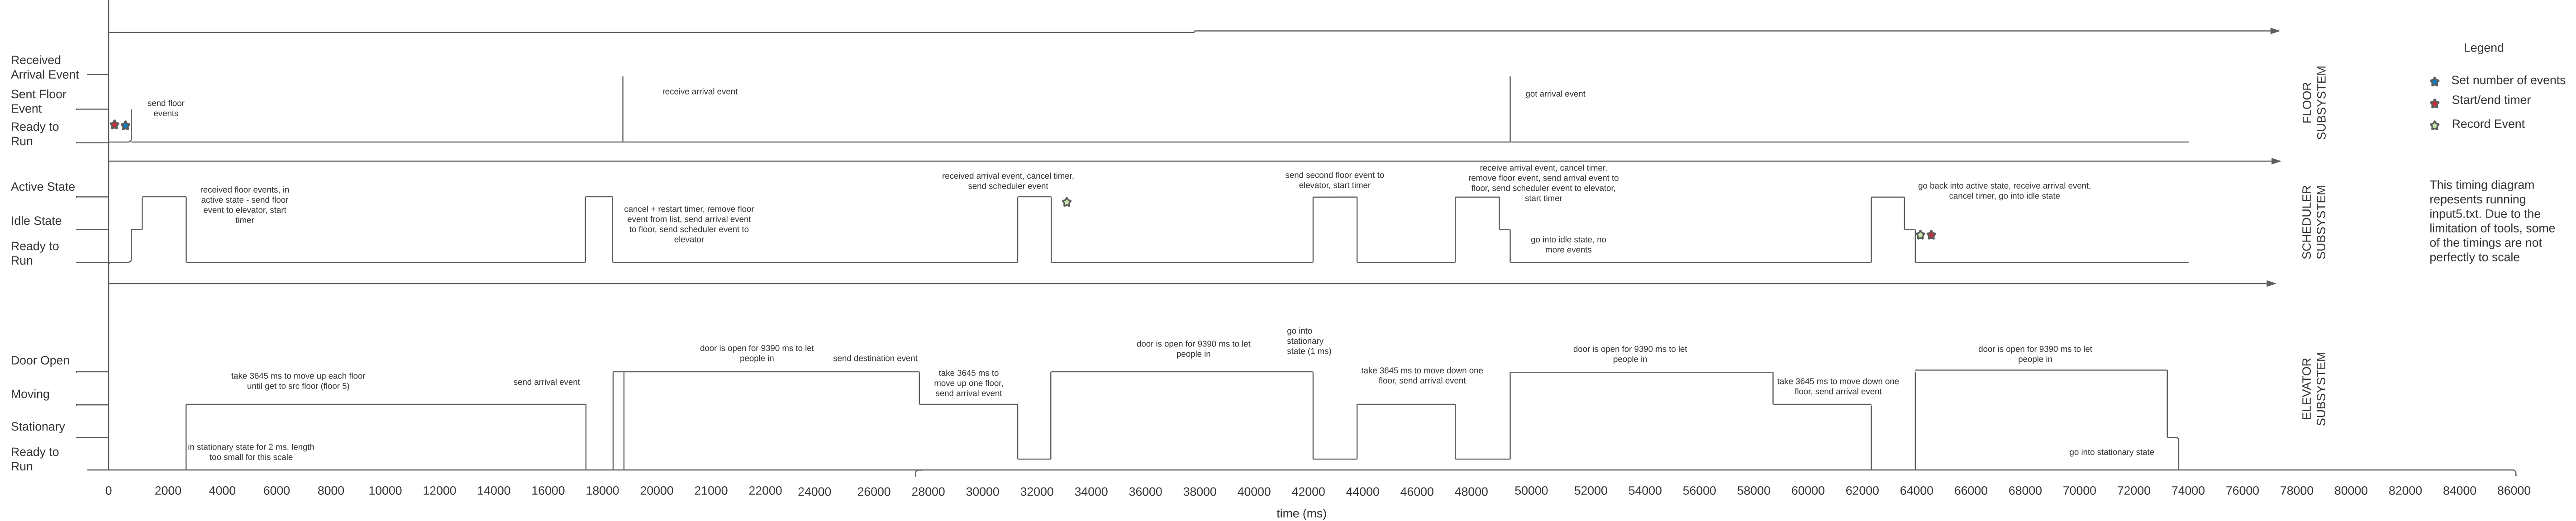 Received
Arrival Event
Sent Floor
Event
Ready to
Run
send floor
events
receive arrival event
got arrival event
FLOOR
SUBSYSTEM
Legend
Set number of events
Start/end timer
Record Event
Active State
Idle State
Ready to
Run
received floor events, in
active state - send floor
event to elevator, start
timer
cancel + restart timer, remove floor
event from list, send arrival event
to floor, send scheduler event to
elevator
received arrival event, cancel timer,
send scheduler event
send second floor event to
elevator, start timer
receive arrival event, cancel timer,
remove floor event, send arrival event to
floor, send scheduler event to elevator,
start timer
go into idle state, no
more events
go back into active state, receive arrival event,
cancel timer, go into idle state
SCHEDULER
SUBSYSTEM
This timing diagram
repesents running
input5.txt. Due to the
limitation of tools, some
of the timings are not
perfectly to scale
Door Open
Moving
Stationary
Ready to
Run
take 3645 ms to move up each floor
until get to src floor (floor 5)
in stationary state for 2 ms, length
too small for this scale
send arrival event
door is open for 9390 ms to let
people in
send destination event
take 3645 ms to
move up one floor,
send arrival event
door is open for 9390 ms to let
people in
go into
stationary
state (1 ms)
take 3645 ms to move down one
floor, send arrival event
door is open for 9390 ms to let
people in
take 3645 ms to move down one
floor, send arrival event
door is open for 9390 ms to let
people in
go into stationary state
ELEVATOR
SUBSYSTEM
0 2000 4000 6000 8000 10000 12000 14000 16000 18000 20000 21000 22000 24000 26000 28000 30000 32000 34000 36000 38000 40000 42000 44000 46000 48000 50000 52000 54000 56000 58000 60000 62000 64000 66000 68000 70000 72000 74000 76000 78000 80000 82000 84000 86000
time (ms)